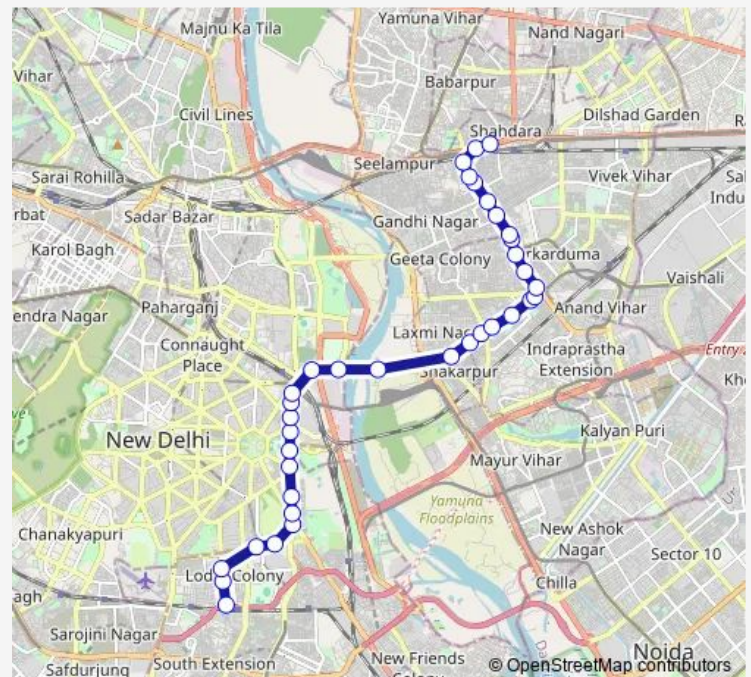 Majnu Ka Tila
Yamuna Vihar
Nand Nagari
Vihar
Babarpur
Civil Lines
Dilshad Garden
Shahdara
Seelampur
Sarai Rohilla
Vivek Vihar
Sal
Indu
rbat
Sadar Bazar
Gandhi Nagar
Karol Bagh
Geeta Colony
rkarduma
Vaishali
endra Nagar
Paharganj
Anand Vihar
Connaught
Place
Laxmi Na
Indraprastha
Extension
Entry
Shakarpur
Kh
New Delhi
Kalyan Puri
Mayur Vihar
Yamuna
Floodplains
New Ashok
Nagar
Chanakyapuri
Sector 10
Lod Colony
Chilla
agh
Sarojini Nagar
Noida
South Extension
New Friends
Colony
Safdurjung
© OpenStreetMap contributors